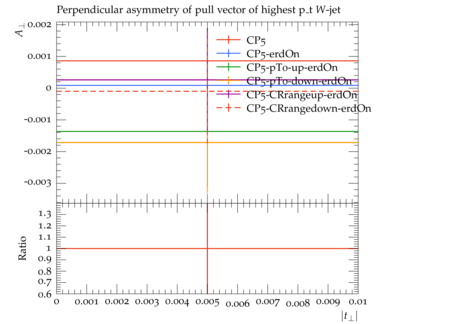 Perpendicular asymmetry of pull vector of highest p_t W-jet
A⊥
0.002
0.001
0
-0.001
-0.002
-0.003
CP5
CP5-erdOn
CP5-pTo-up-erdOn
CP5-pTo-down-erdOn
CP5-CRrangeup-erdOn
CP5-CRrangedown-erdOn
Ratio
1.3
1.2
1.1
1
0.9
0.8
0.7
0.6
0 0.001 0.002 0.003 0.004 0.005 0.006 0.007 0.008 0.009 0.01
|t⊥|